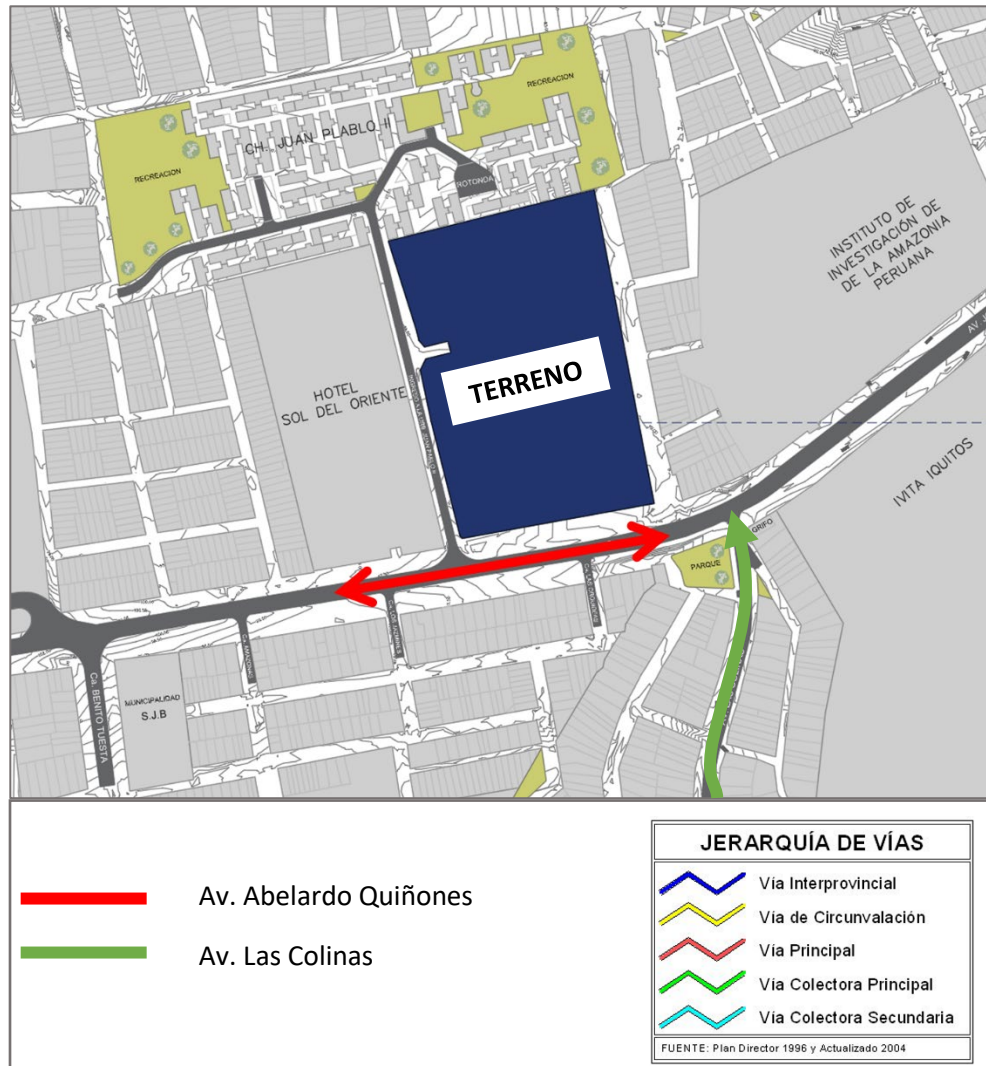 RECREACION
RECREACION
CH. JUAN PLABLO II
ROTONDA
INSTITUTO DE
INVESTIGACIÓN DE
DE LA AMAZONIA
PERUANA
AV. J
HOTEL
SOL DEL ORIENTE
TERRENO
IVITA IQUITOS
GRIFO
PARQUE
Ca. BENITO TUESTA
MUNICIPALIDAD
S.J.B
Av. Abelardo Quiñones
Av. Las Colinas
JERARQUÍA DE VÍAS
Vía Interprovincial
Vía de Circunvalación
Vía Principal
Vía Colectora Principal
Vía Colectora Secundaria
FUENTE: Plan Director 1996 y Actualizado 2004